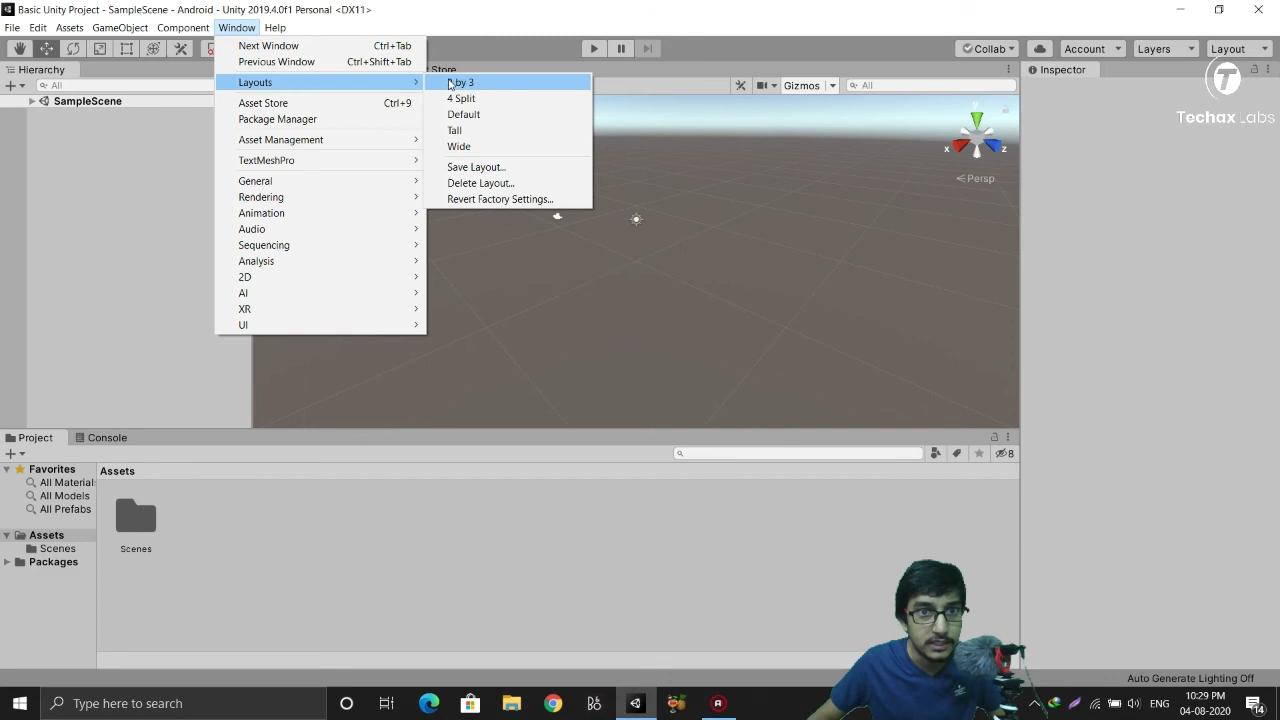 Basic Unity Project - SampleScene - Android - Unity 2019.4.0f1 Personal <DX11>
File Edit Assets GameObject Component Window Help
Collab Account Layers Layout
Hierarchy
Store
Inspector
All
Gizmos
All
SampleScene
Next Window Ctrl+Tab
Previous Window Ctrl+Shift+Tab
Layouts
Asset Store Ctrl+9
Package Manager
Asset Management
TextMeshPro
General
Rendering
Animation
Audio
Sequencing
Analysis
2D
AI
XR
UI
by 3
4 Split
Default
Tall
Wide
Save Layout...
Delete Layout...
Revert Factory Settings...
x
z
Persp
T
Techax Labs
Project Console
8
Favorites
All Material
All Models
All Prefabs
Assets
Scenes
Packages
Assets
Scenes
Auto Generate Lighting Off
Type here to search
ENG
10:29 PM
04-08-2020
14